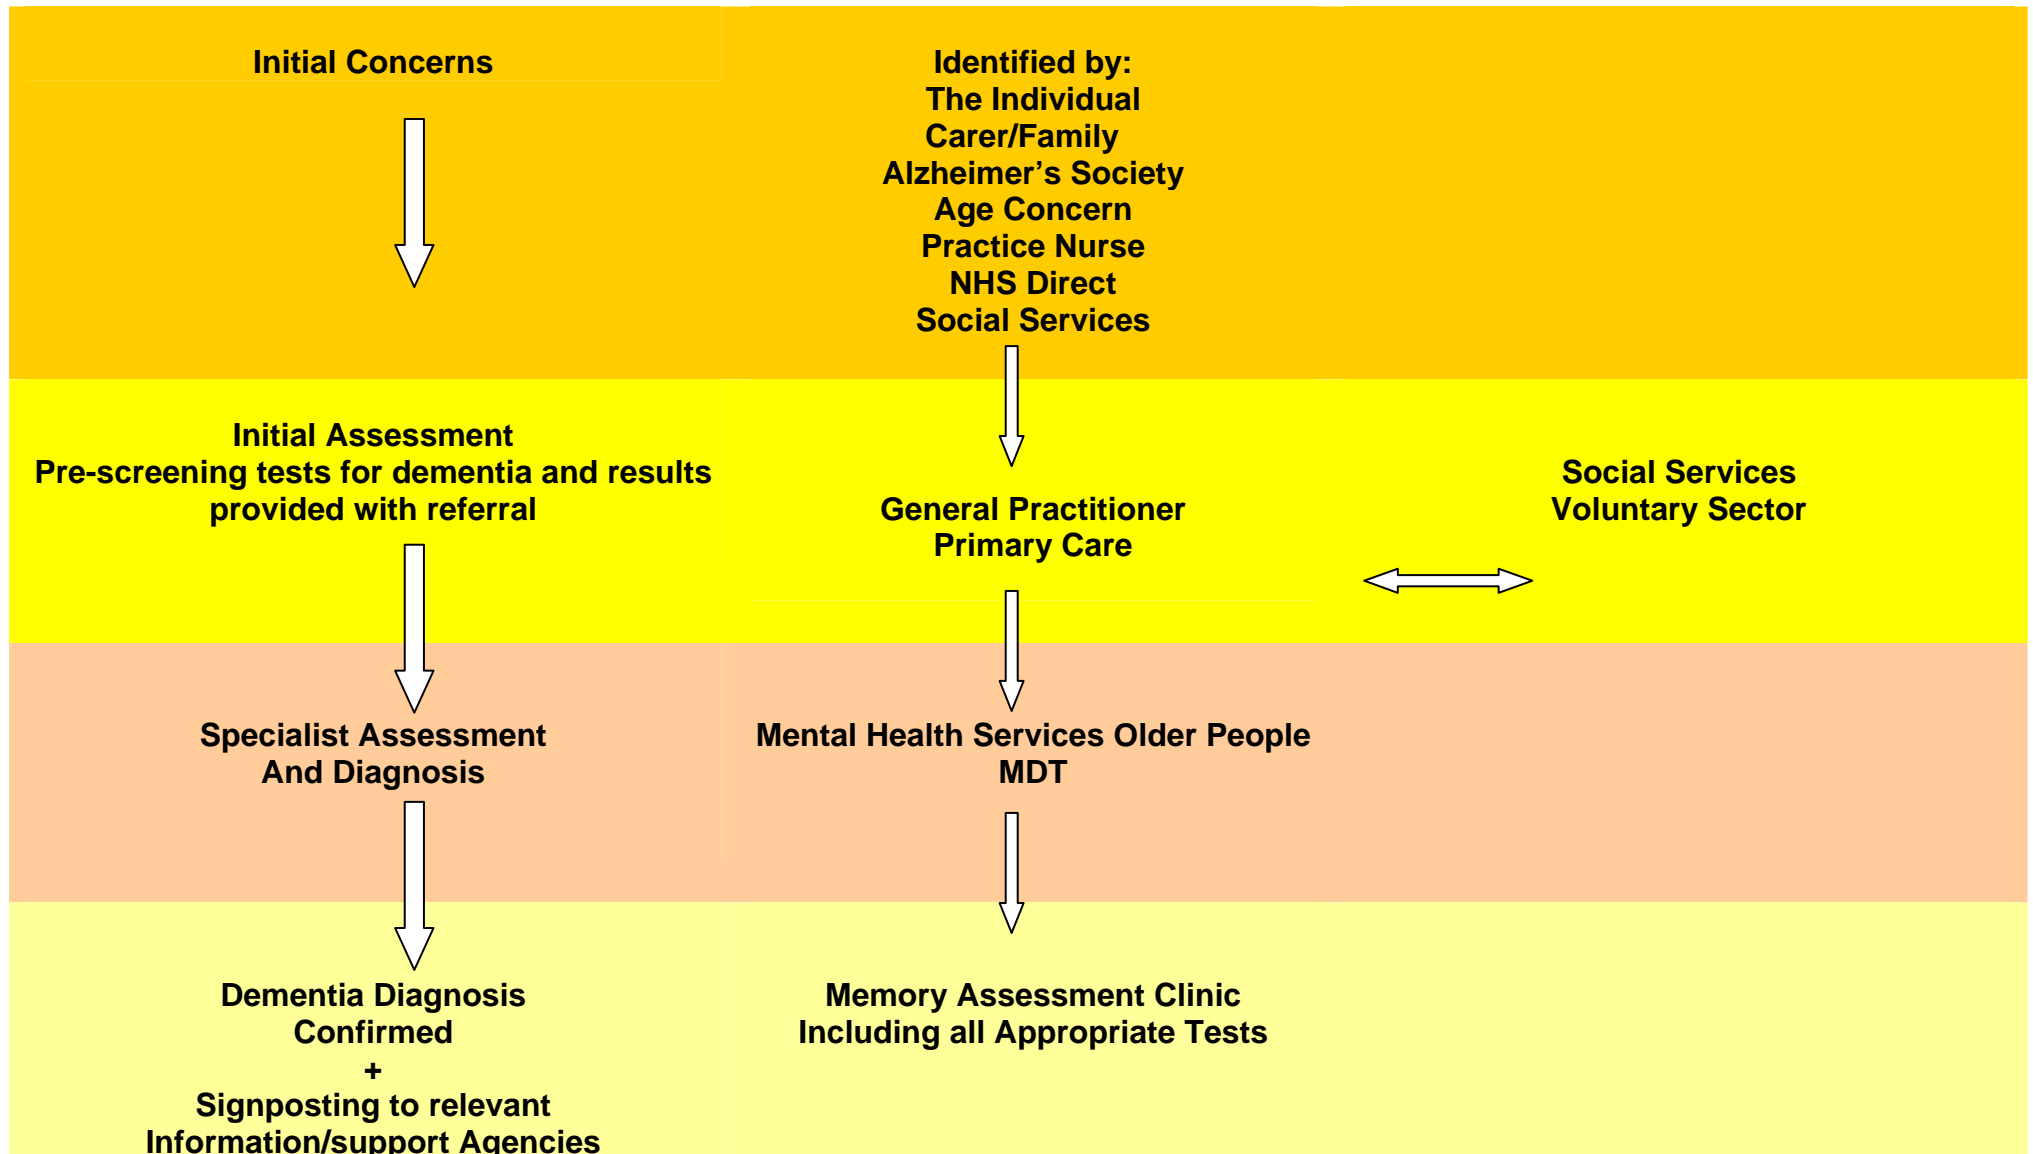 Initial Concerns
Identified by:
The Individual
Carer/Family
Alzheimer’s Society
Age Concern
Practice Nurse
NHS Direct
Social Services
Initial Assessment
Pre-screening tests for dementia and results
provided with referral
General Practitioner
Primary Care
Social Services
Voluntary Sector
Specialist Assessment
And Diagnosis
Mental Health Services Older People
MDT
Dementia Diagnosis
Confirmed
+
Signposting to relevant
Information/support Agencies
Memory Assessment Clinic
Including all Appropriate Tests